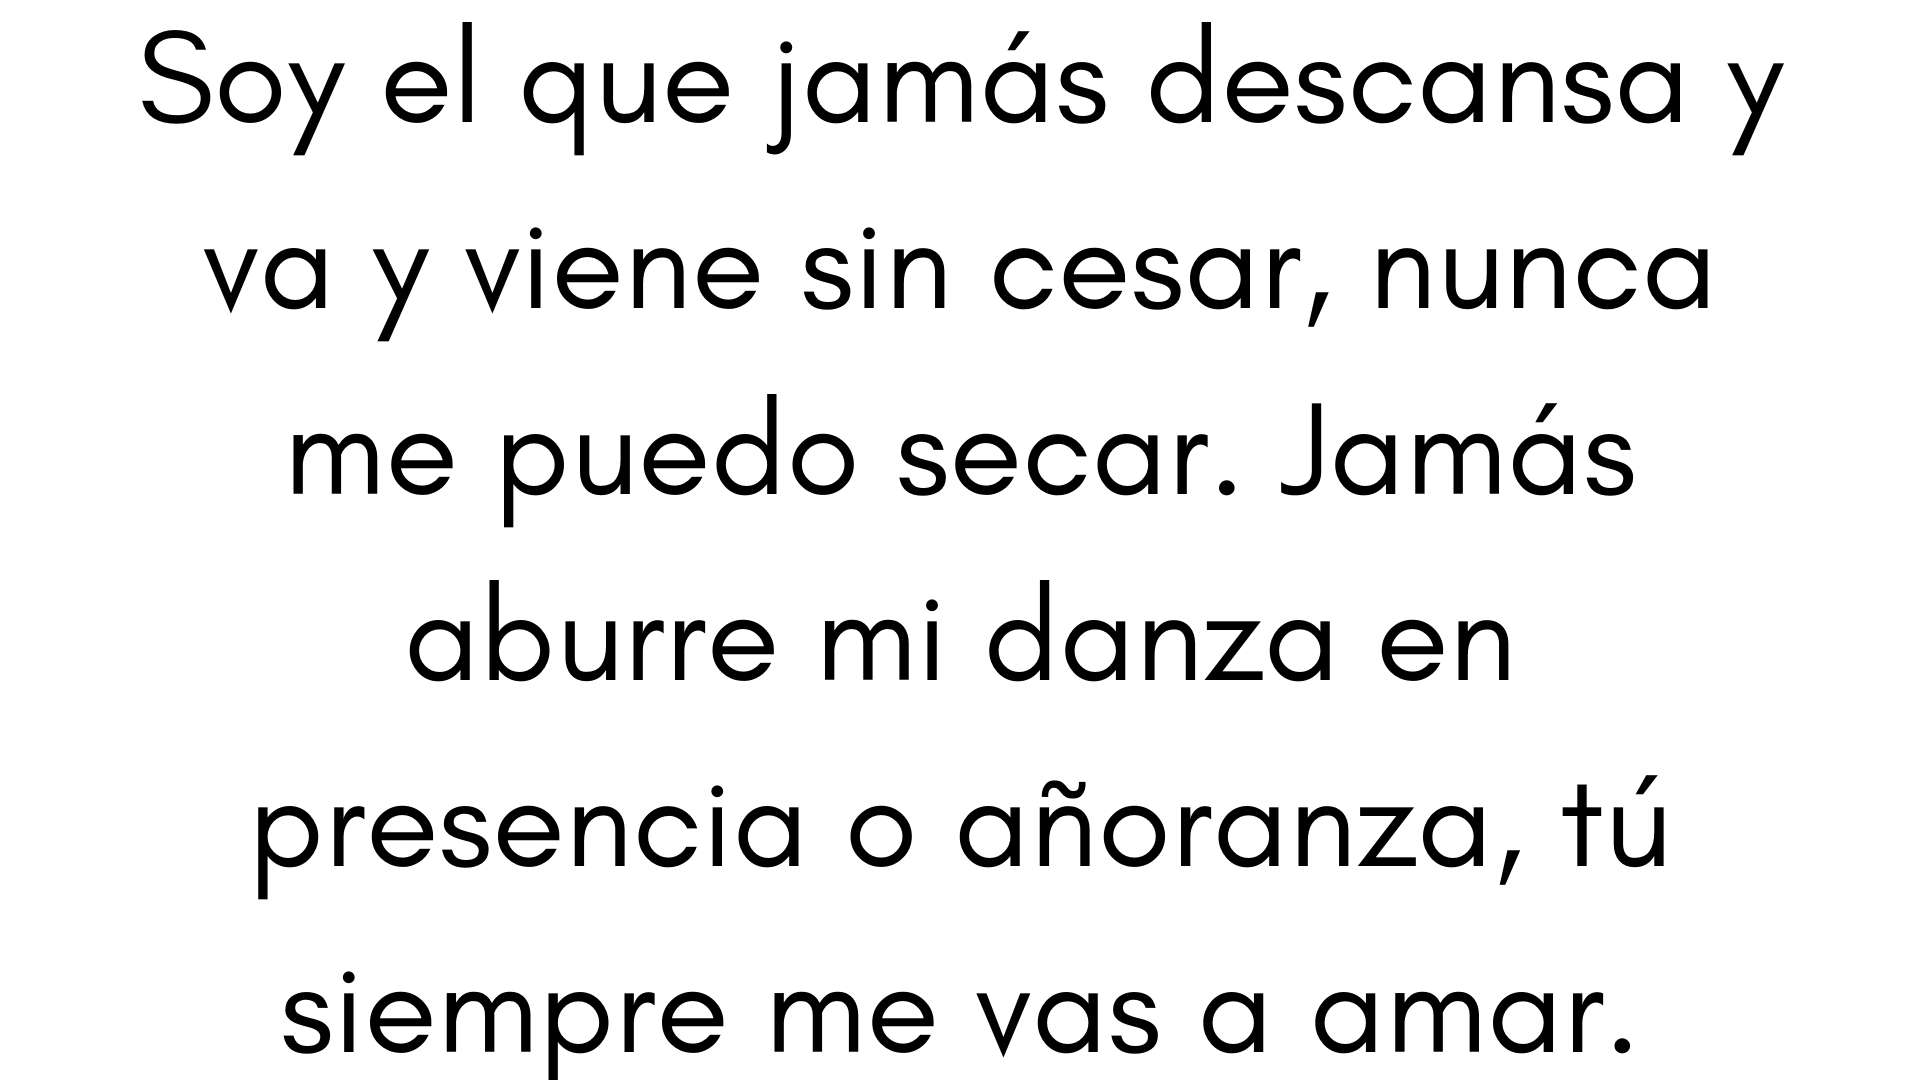 Soy el que jamás descansa y
va y viene sin cesar, nunca
me puedo secar. Jamás
aburre mi danza en
presencia o añoranza, tú
siempre me vas a amar.